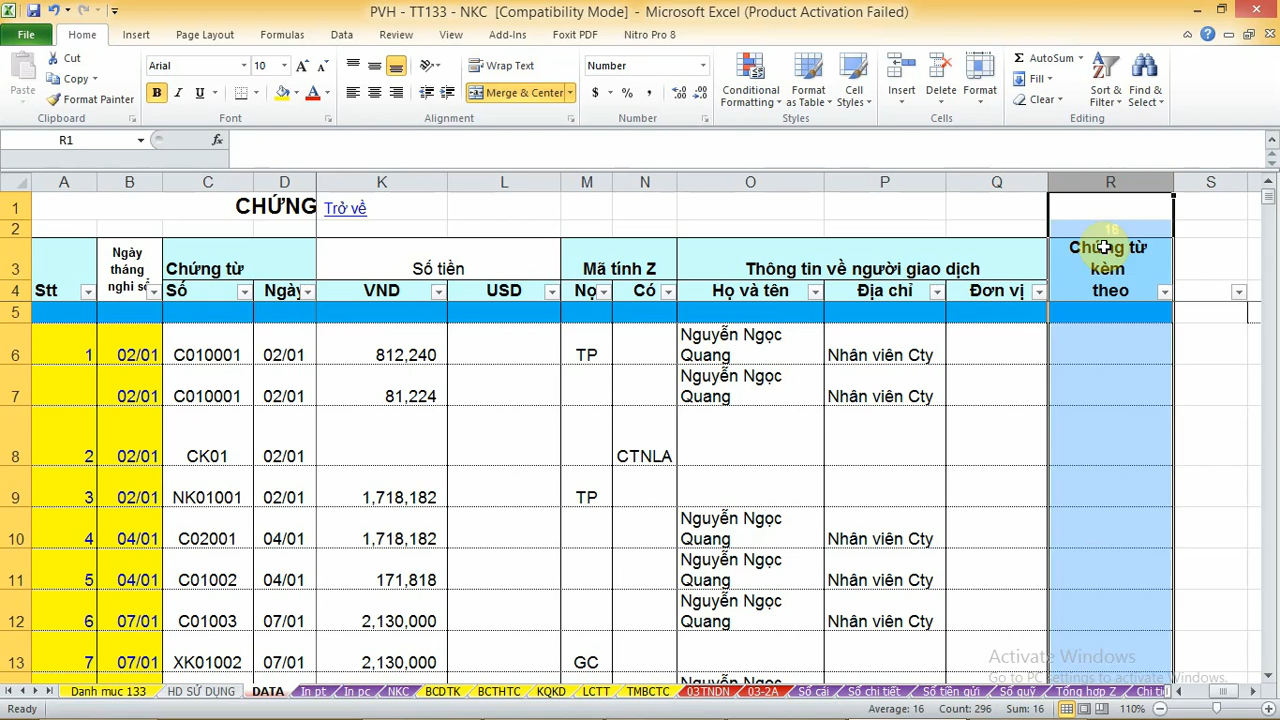 PVH - TT133 - NKC [Compatibility Mode] - Microsoft Excel (Product Activation Failed)
File Home Insert Page Layout Formulas Data Review View Add-Ins Foxit PDF Nitro Pro 8
Cut Arial 10 Wrap Text Number AutoSum
Copy Fill
Paste Format Painter B I U Merge & Center $ % , Conditional Formatting Format as Table Cell Styles Insert Delete Format Clear Sort & Filter Find & Select
Clipboard Font Alignment Number Styles Cells Editing
R1 fx
A B C D K L M N O P Q R S
1 CHỨNG Trở về
2 16
3 Ngày tháng nghi sổ Chứng từ Số tiền Mã tính Z Thông tin về người giao dịch Chứng từ kèm
4 Stt Số Ngày VND USD Nợ Có Họ và tên Địa chỉ Đơn vị theo
5
6 1 02/01 C010001 02/01 812,240 TP Nguyễn Ngọc Quang Nhân viên Cty
7 02/01 C010001 02/01 81,224 Nguyễn Ngọc Quang Nhân viên Cty
8 2 02/01 CK01 02/01 CTNLA
9 3 02/01 NK01001 02/01 1,718,182 TP
10 4 04/01 C02001 04/01 1,718,182 Nguyễn Ngọc Quang Nhân viên Cty
11 5 04/01 C01002 04/01 171,818 Nguyễn Ngọc Quang Nhân viên Cty
12 6 07/01 C01003 07/01 2,130,000 Nguyễn Ngọc Quang Nhân viên Cty
13 7 07/01 XK01002 07/01 2,130,000 GC
Nguyễn Ngọc
Activate Windows
Go to PC settings to activate Windows.
Danh muc 133 HD SỬ DỤNG DATA In pt In pc NKC BCDTK BCTHTC KQKD LCTT TMBCTC 03TNDN 03-2A Sổ cái Sổ chi tiết Sổ tiền gửi Sổ quỹ Tổng hợp Z Chi ti
Ready Average: 16 Count: 296 Sum: 16 110%